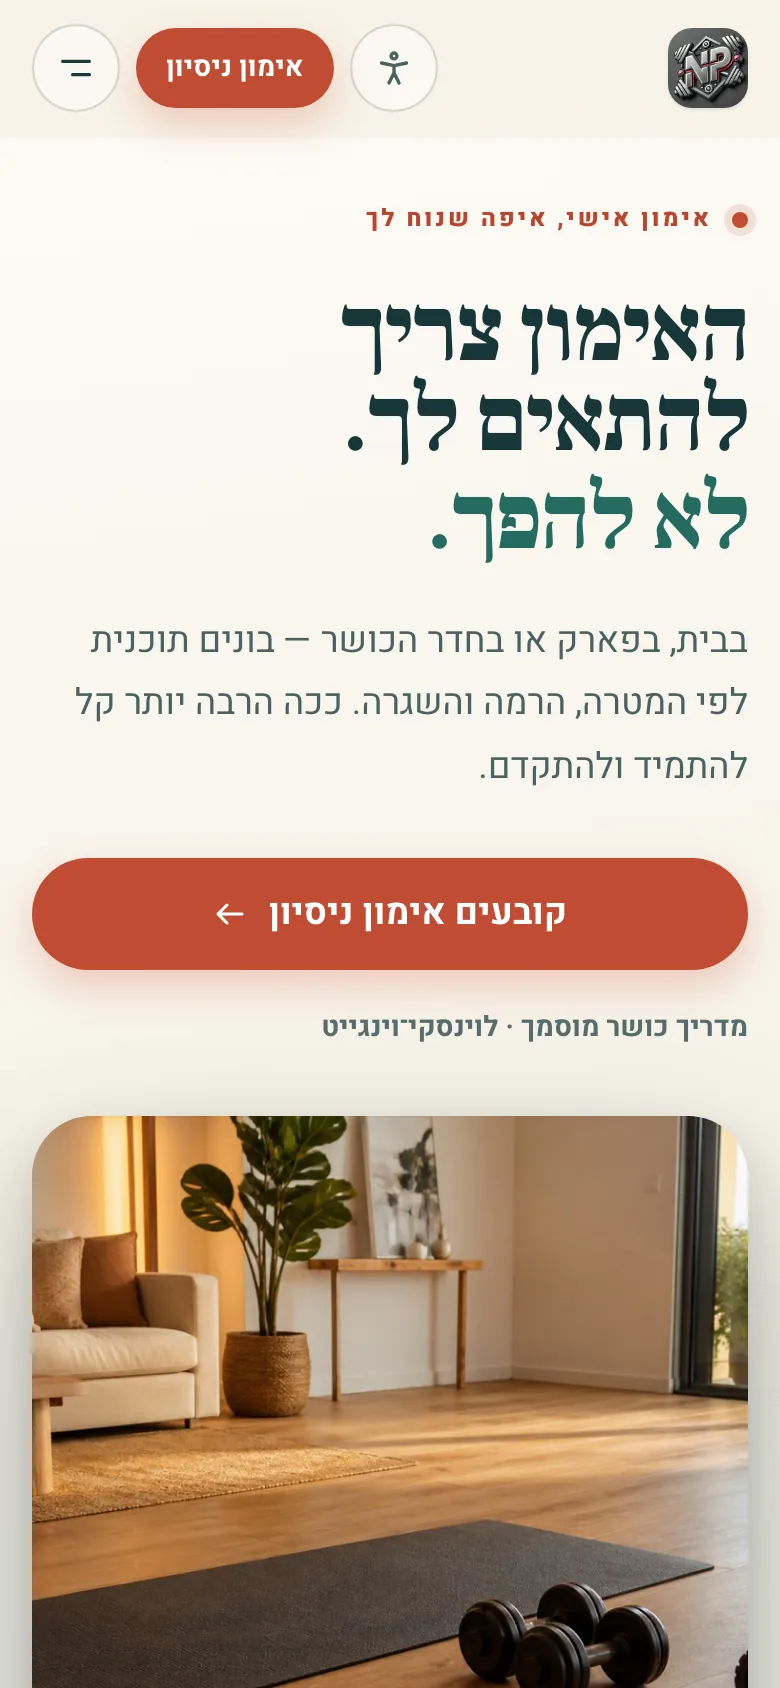 NP
אימון ניסיון
אימון אישי, איפה שנוח לך
האימון צריך
להתאים לך.
לא להפך.
בבית, בפארק או בחדר הכושר — בונים תוכנית
לפי המטרה, הרמה והשגרה. ככה הרבה יותר קל
להתמיד ולהתקדם.
קובעים אימון ניסיון ←
מדריך כושר מוסמך · לוינסקי־וינגייט